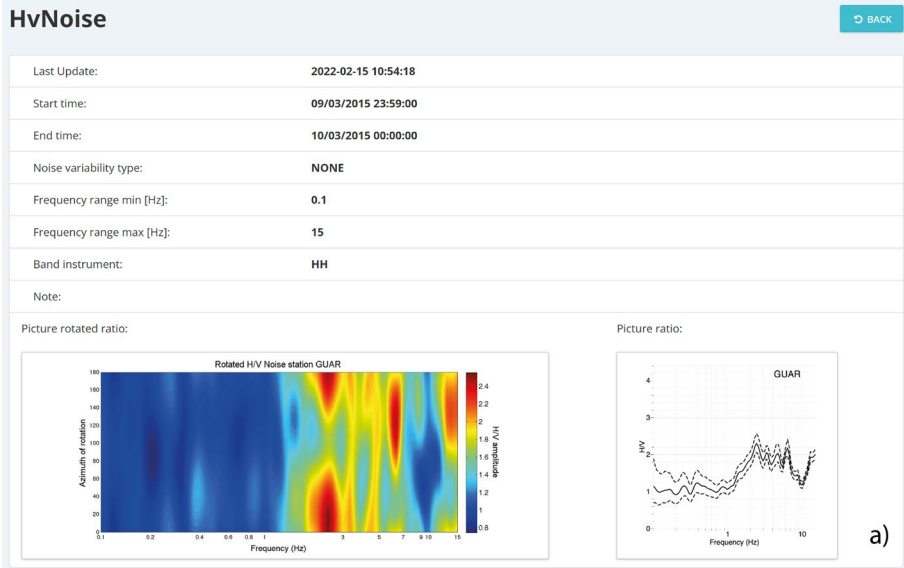 HvNoise
BACK
Last Update: 2022-02-15 10:54:18
Start time: 09/03/2015 23:59:00
End time: 10/03/2015 00:00:00
Noise variability type: NONE
Frequency range min [Hz]: 0.1
Frequency range max [Hz]: 15
Band instrument: HH
Note:
Picture rotated ratio:
Rotated H/V Noise station GUAR
Azimuth of rotation
180
160
140
120
100
80
60
40
20
0
0.1 0.2 0.4 0.6 0.8 1 3 5 7 9 10 15
Frequency (Hz)
2.4
2.2
2
1.8
1.6
1.4
1.2
1
0.8
H/V amplitude
Picture ratio:
GUAR
H/V
4
3
2
1
0
1 10
Frequency (Hz)
a)